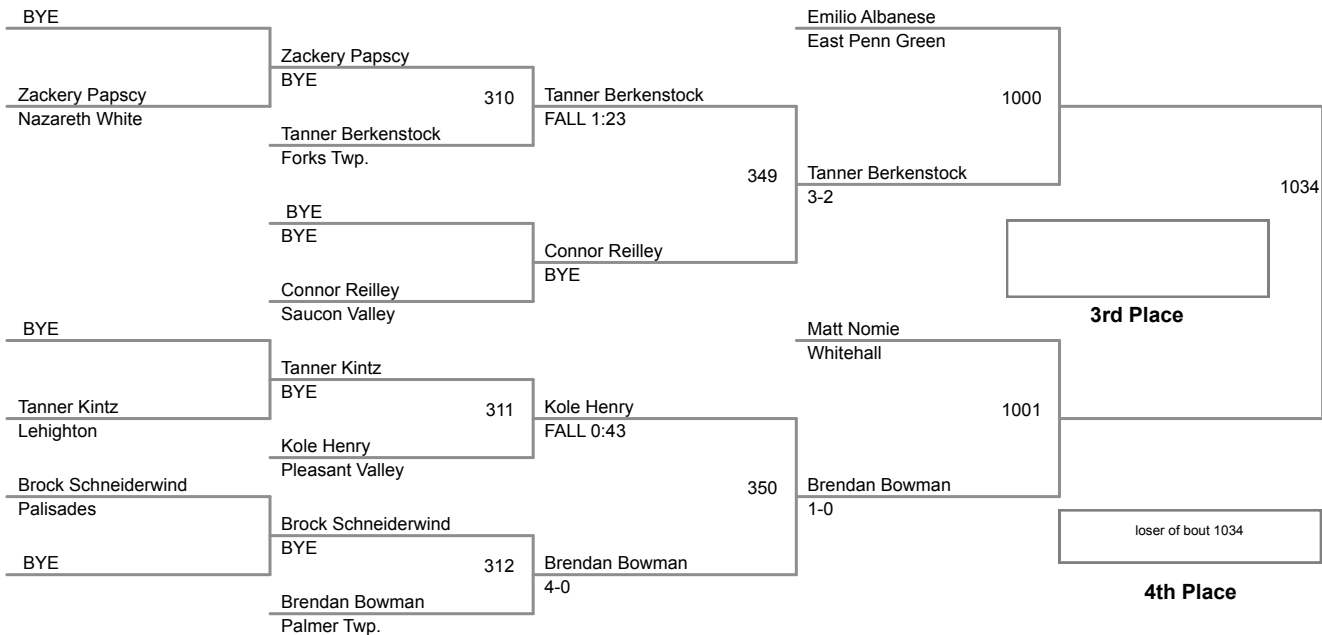 BYE
Zackery Papscy
Nazareth White
Zackery Papscy
BYE
310
Tanner Berkenstock
Forks Twp.
Tanner Berkenstock
FALL 1:23
BYE
BYE
Connor Reilley
Saucon Valley
Connor Reilley
BYE
349
Tanner Berkenstock
3-2
Emilio Albanese
East Penn Green
1000
1034
3rd Place
BYE
Tanner Kintz
Lehighton
Tanner Kintz
BYE
311
Kole Henry
Pleasant Valley
Kole Henry
FALL 0:43
Brock Schneiderwind
Palisades
BYE
Brock Schneiderwind
BYE
312
Brendan Bowman
Palmer Twp.
Brendan Bowman
4-0
350
Brendan Bowman
1-0
Matt Nomie
Whitehall
1001
loser of bout 1034
4th Place